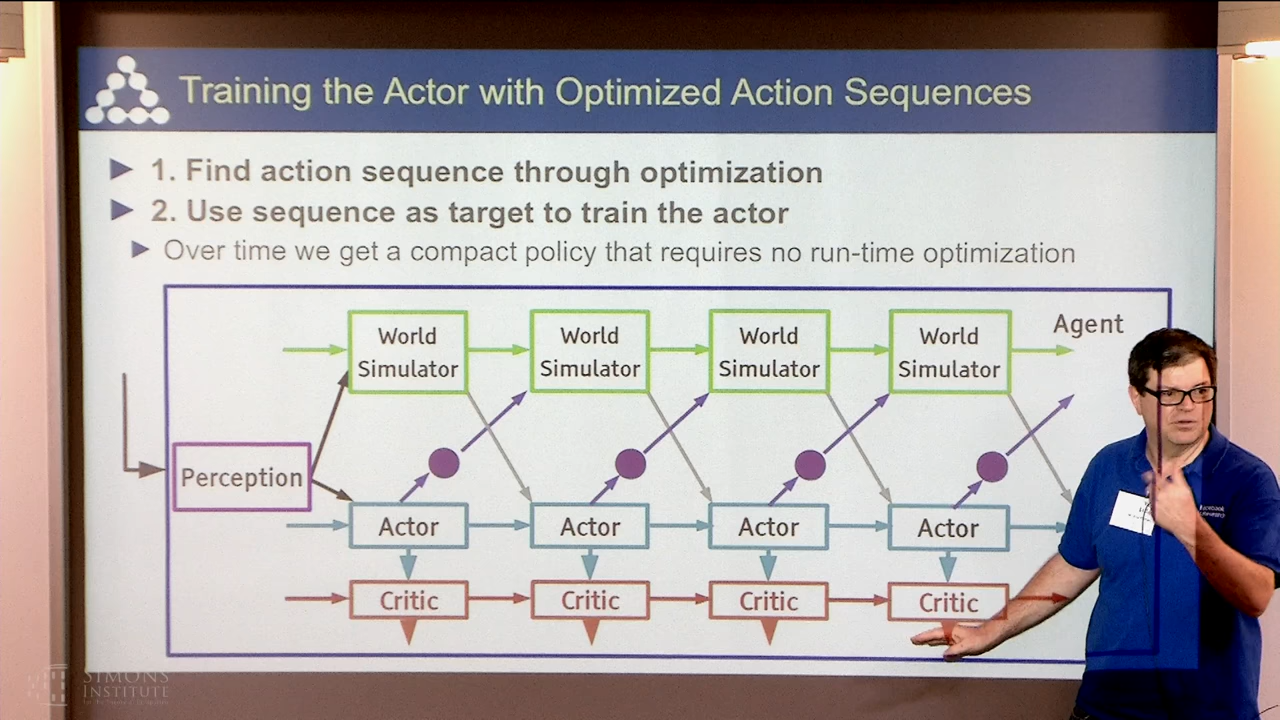 Training the Actor with Optimized Action Sequences
1. Find action sequence through optimization
2. Use sequence as target to train the actor
Over time we get a compact policy that requires no run-time optimization
Agent
World Simulator
World Simulator
World Simulator
World Simulator
Perception
Actor
Actor
Actor
Actor
Critic
Critic
Critic
Critic
SIMONS
INSTITUTE